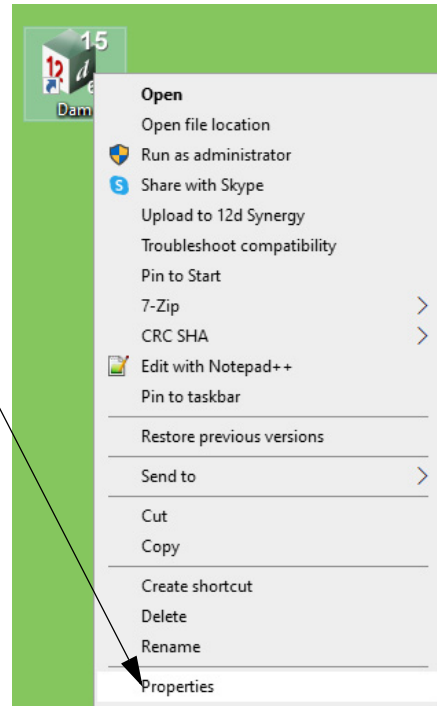 15
12 d
Dam
Open
Open file location
Run as administrator
S Share with Skype
Upload to 12d Synergy
Troubleshoot compatibility
Pin to Start
7-Zip
CRC SHA
Edit with Notepad++
Pin to taskbar
Restore previous versions
Send to
Cut
Copy
Create shortcut
Delete
Rename
Properties